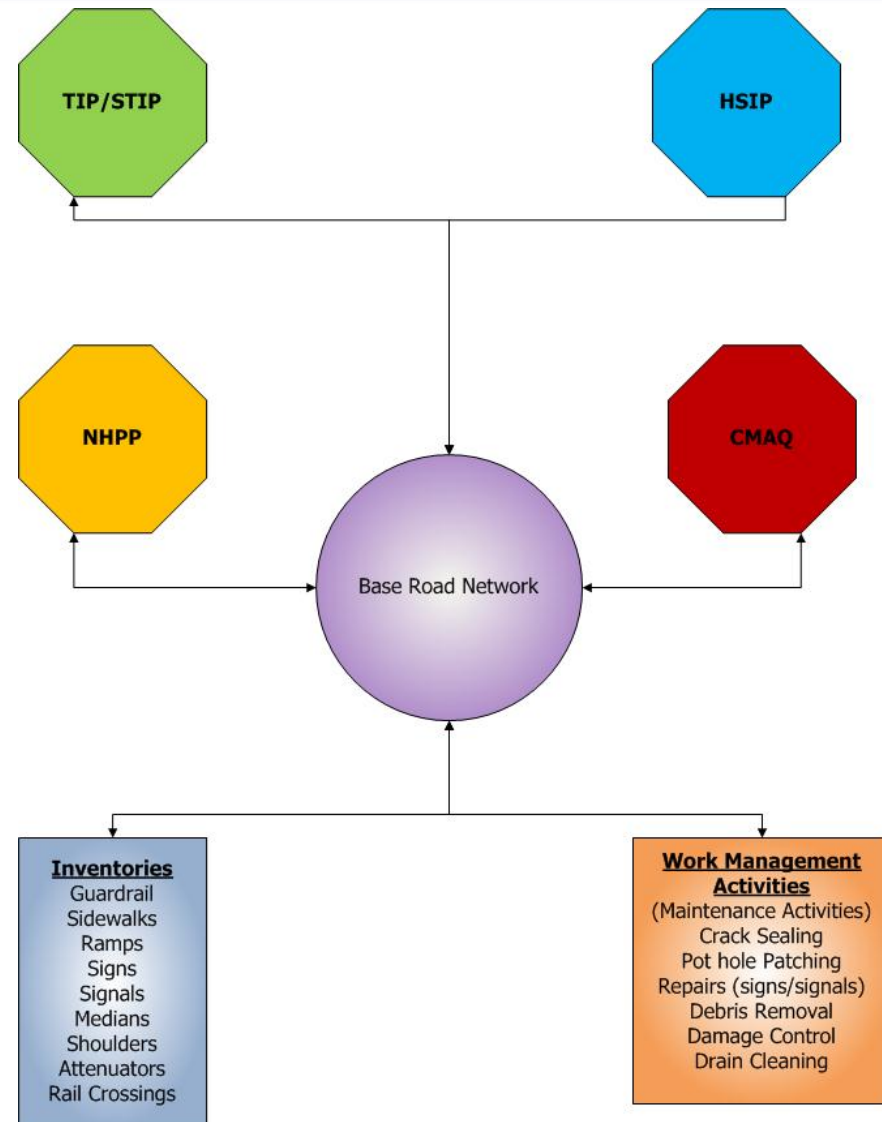 TIP/STIP
HSIP
NHPP
CMAQ
Base Road Network
Inventories
Guardrail
Sidewalks
Ramps
Signs
Signals
Medians
Shoulders
Attenuators
Rail Crossings
Work Management
Activities
(Maintenance Activities)
Crack Sealing
Pot hole Patching
Repairs (signs/signals)
Debris Removal
Damage Control
Drain Cleaning